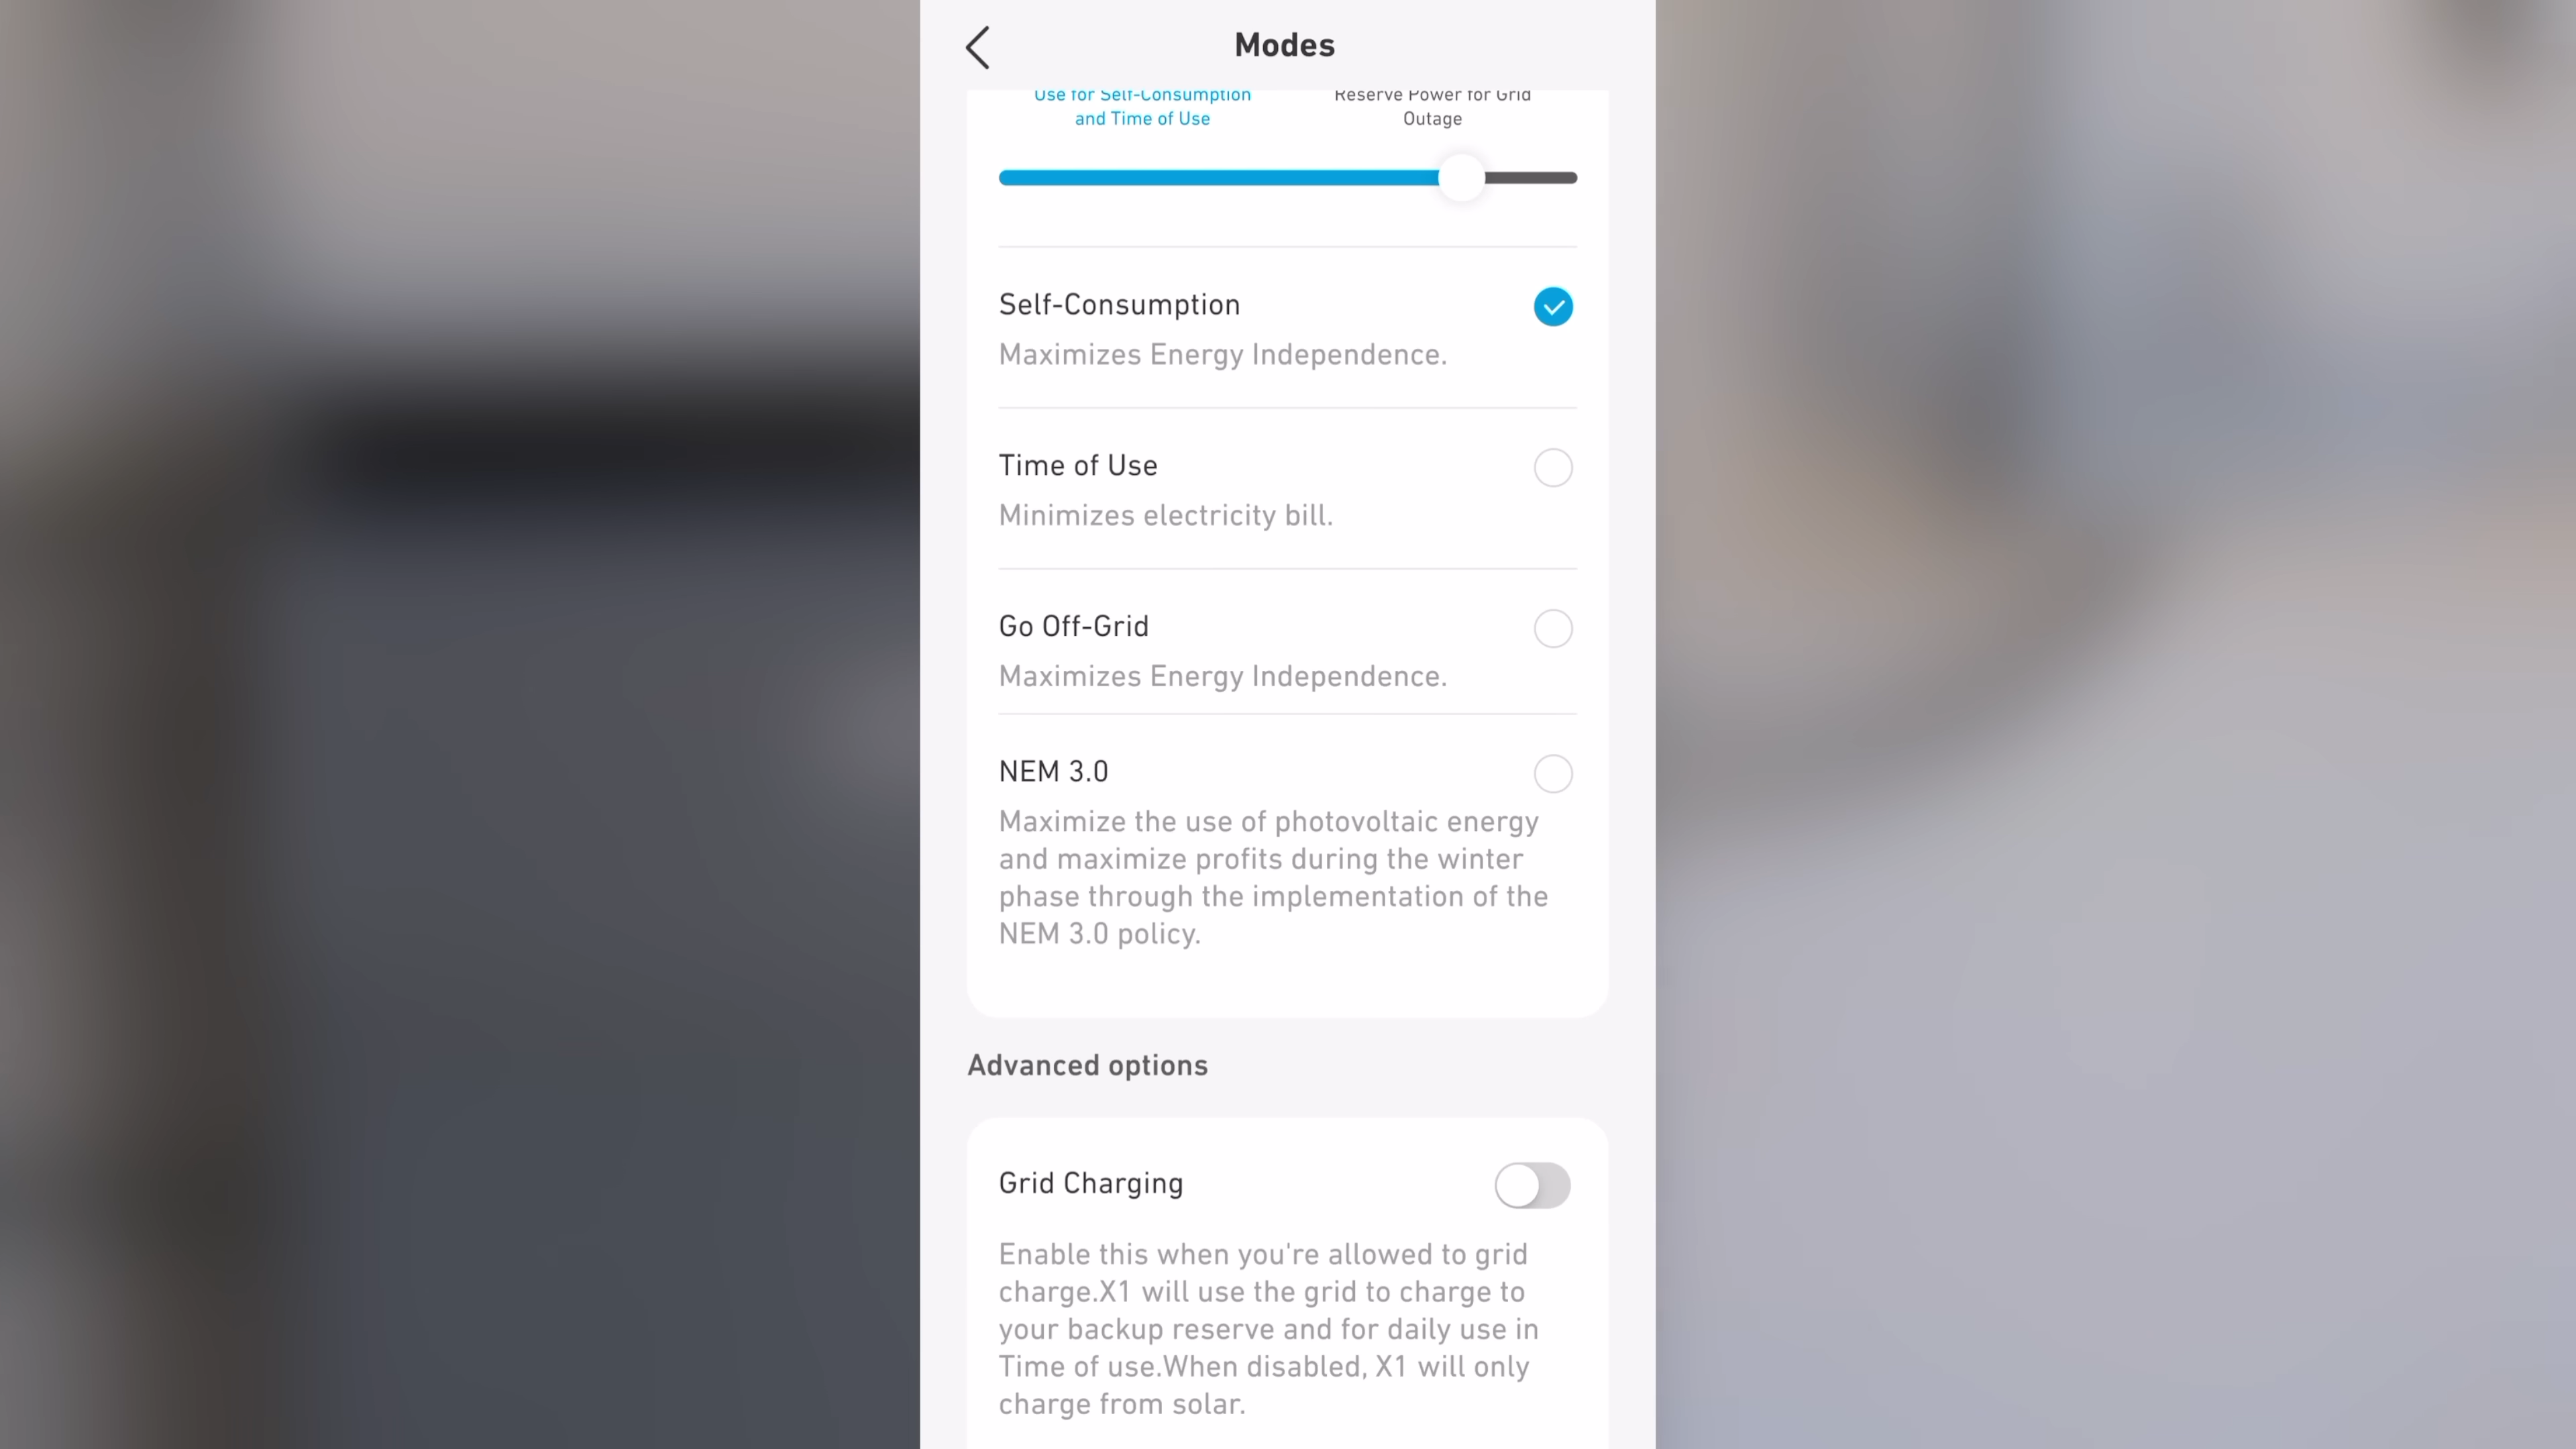 Modes
Use for Self-Consumption
and Time of Use
Reserve Power for Grid
Outage
Self-Consumption
Maximizes Energy Independence.
Time of Use
Minimizes electricity bill.
Go Off-Grid
Maximizes Energy Independence.
NEM 3.0
Maximize the use of photovoltaic energy
and maximize profits during the winter
phase through the implementation of the
NEM 3.0 policy.
Advanced options
Grid Charging
Enable this when you're allowed to grid
charge.X1 will use the grid to charge to
your backup reserve and for daily use in
Time of use.When disabled, X1 will only
charge from solar.